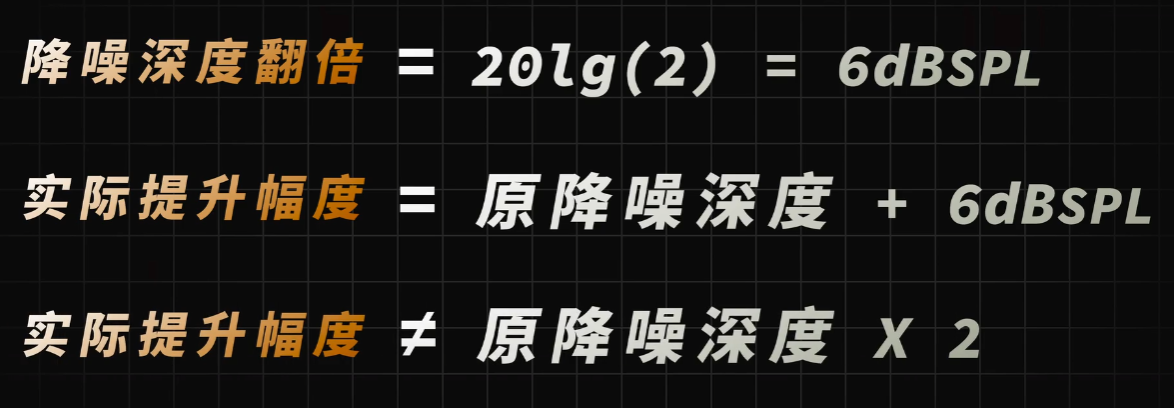 降噪深度翻倍 = 20lg(2) = 6dBSPL
实际提升幅度 = 原降噪深度 + 6dBSPL
实际提升幅度 ≠ 原降噪深度 X 2